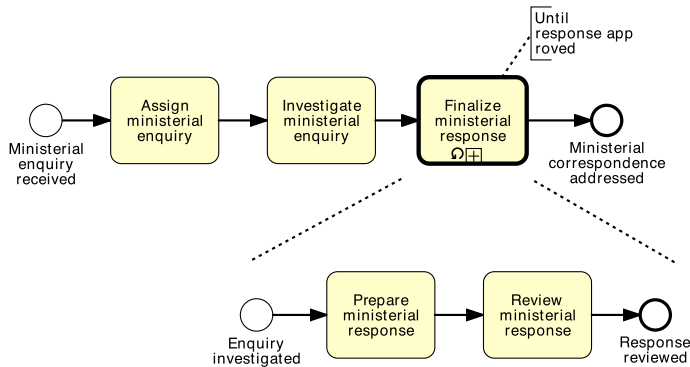 Until
response app
roved
Assign
ministerial
enquiry
Investigate
ministerial
enquiry
Finalize
ministerial
response
Ministerial
enquiry
received
Ministerial
correspondence
addressed
Prepare
ministerial
response
Review
ministerial
response
Enquiry
investigated
Response
reviewed